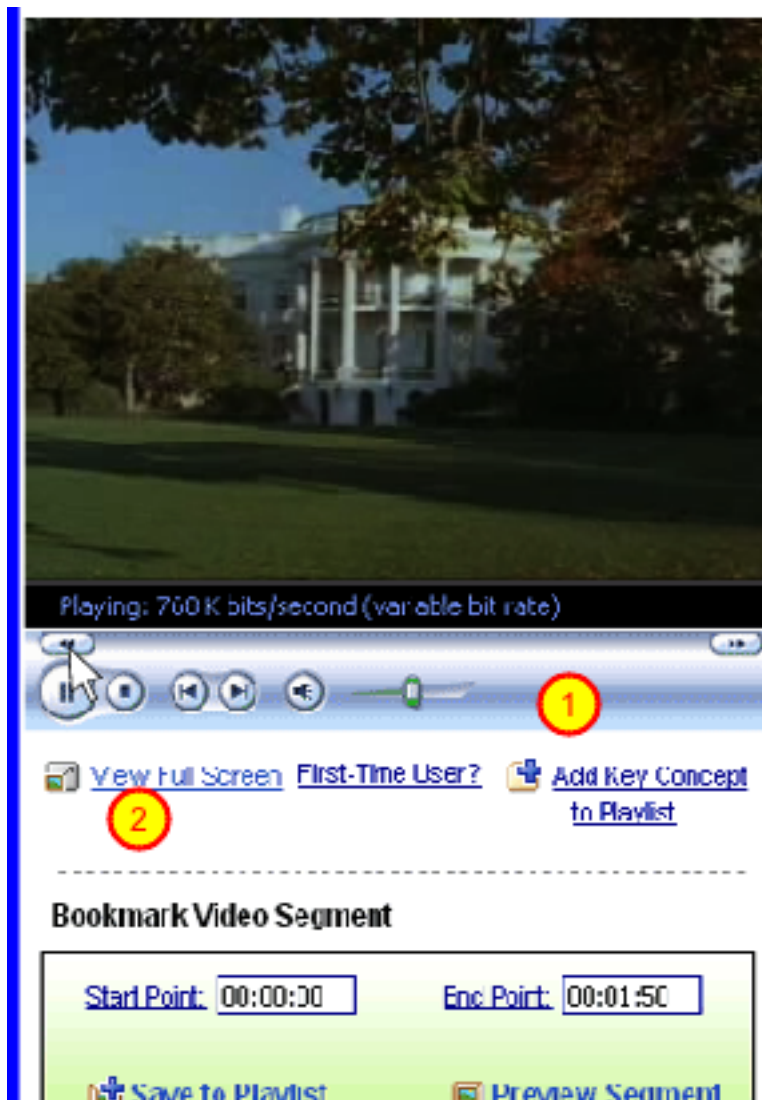 Playing: 760 K bits/second (variable bit rate)
1
View Full Screen First-Time User? Add Key Concept
to Playlist
2
Bookmark Video Segment
Start Point: 00:00:00 End Point: 00:01:50
Save to Playlist Preview Segment